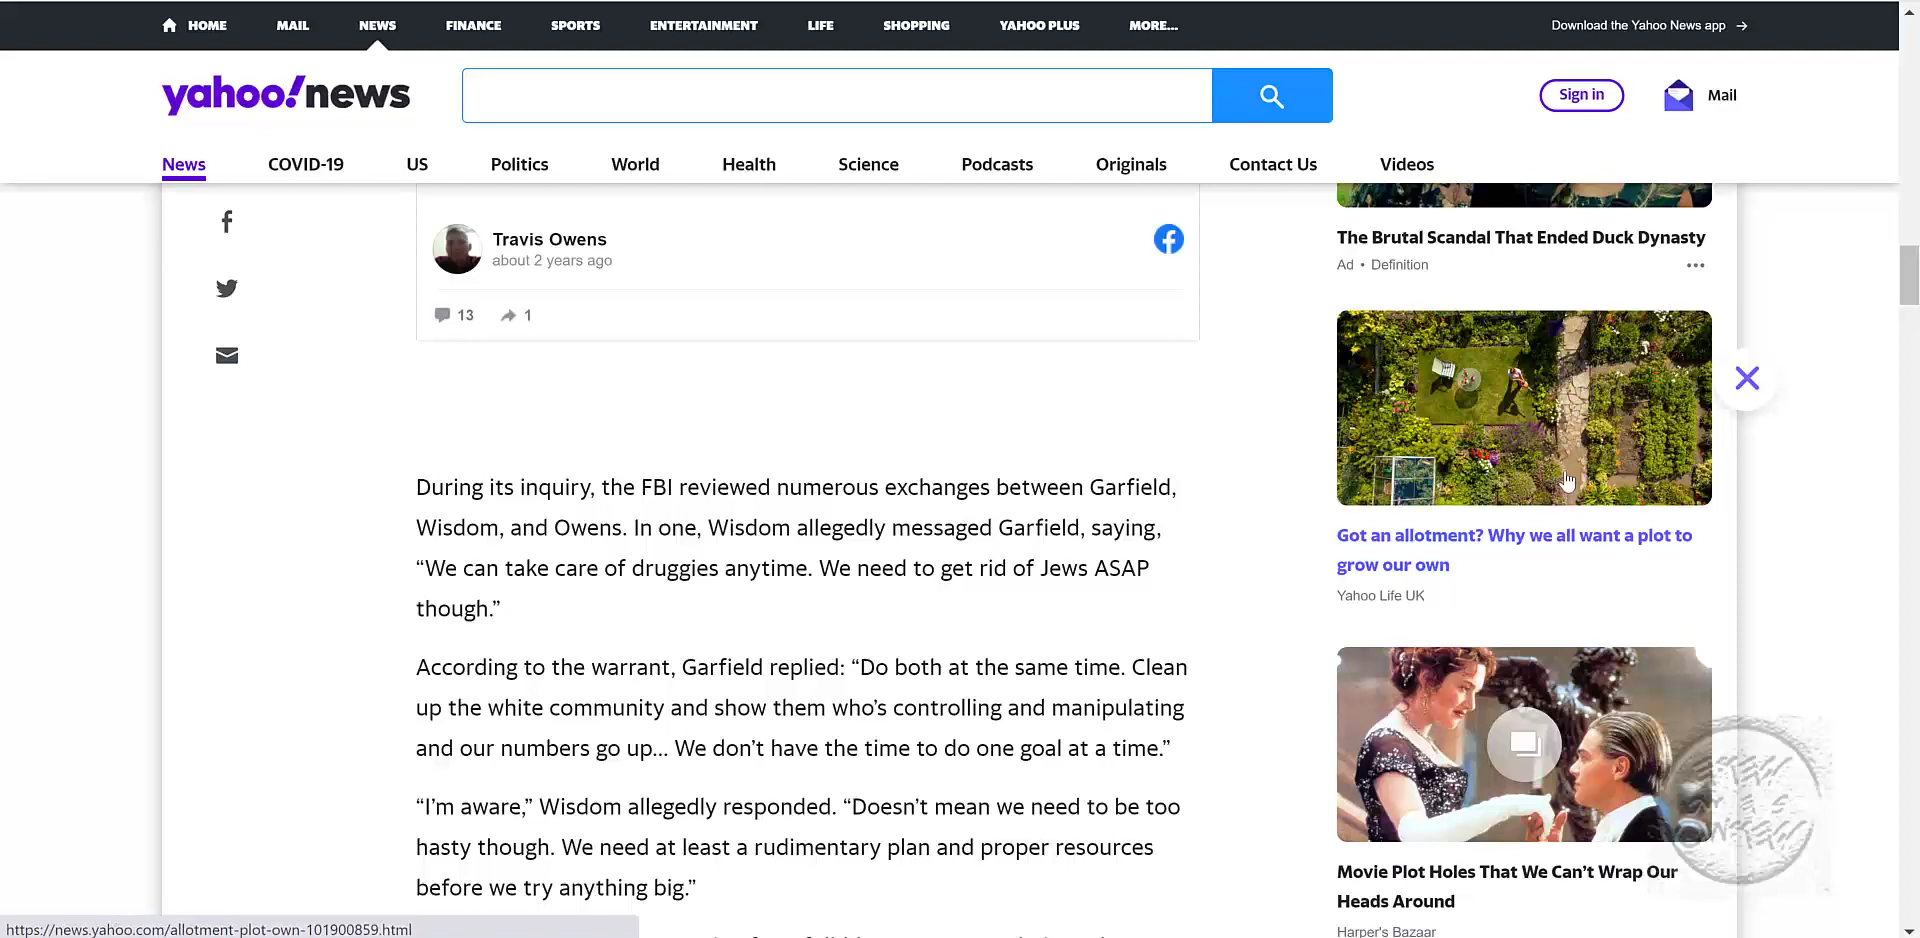 HOME MAIL NEWS FINANCE SPORTS ENTERTAINMENT LIFE SHOPPING YAHOO PLUS MORE... Download the Yahoo News app →
yahoo!news
Sign in
Mail
News COVID-19 US Politics World Health Science Podcasts Originals Contact Us Videos
Travis Owens
about 2 years ago
13 1
During its inquiry, the FBI reviewed numerous exchanges between Garfield,
Wisdom, and Owens. In one, Wisdom allegedly messaged Garfield, saying,
“We can take care of druggies anytime. We need to get rid of Jews ASAP
though.”
According to the warrant, Garfield replied: “Do both at the same time. Clean
up the white community and show them who’s controlling and manipulating
and our numbers go up… We don’t have the time to do one goal at a time.”
“I’m aware,” Wisdom allegedly responded. “Doesn’t mean we need to be too
hasty though. We need at least a rudimentary plan and proper resources
before we try anything big.”
The Brutal Scandal That Ended Duck Dynasty
Ad • Definition
Got an allotment? Why we all want a plot to
grow our own
Yahoo Life UK
Movie Plot Holes That We Can’t Wrap Our
Heads Around
Harper's Bazaar
https://news.yahoo.com/allotment-plot-own-101900859.html